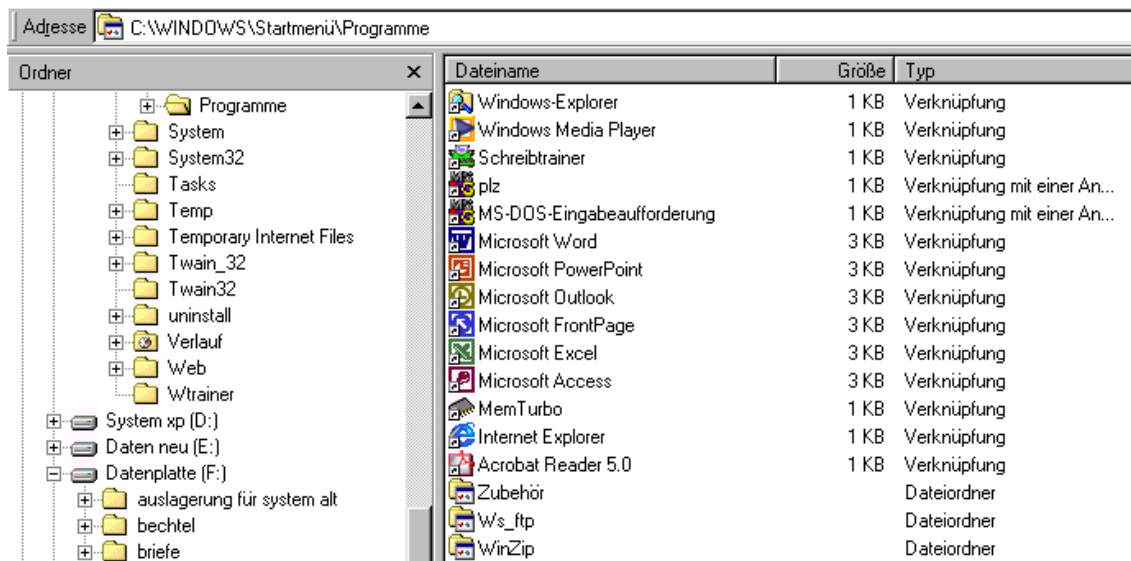 Adresse C:\WINDOWS\Startmenü\Programme
Ordner
Programme
System
System32
Tasks
Temp
Temporary Internet Files
Twain_32
Twain32
uninstall
Verlauf
Web
Wtrainer
System xp (D:)
Daten neu (E:)
Datenplatte (F:)
auslagerung für system alt
bechtel
briefe
Dateiname Größe Typ
Windows-Explorer 1 KB Verknüpfung
Windows Media Player 1 KB Verknüpfung
Schreibtrainer 1 KB Verknüpfung
plz 1 KB Verknüpfung mit einer An...
MS-DOS-Eingabeaufforderung 1 KB Verknüpfung mit einer An...
Microsoft Word 3 KB Verknüpfung
Microsoft PowerPoint 3 KB Verknüpfung
Microsoft Outlook 3 KB Verknüpfung
Microsoft FrontPage 3 KB Verknüpfung
Microsoft Excel 3 KB Verknüpfung
Microsoft Access 3 KB Verknüpfung
MemTurbo 1 KB Verknüpfung
Internet Explorer 1 KB Verknüpfung
Acrobat Reader 5.0 1 KB Verknüpfung
Zubehör Dateiordner
Ws_ftp Dateiordner
WinZip Dateiordner